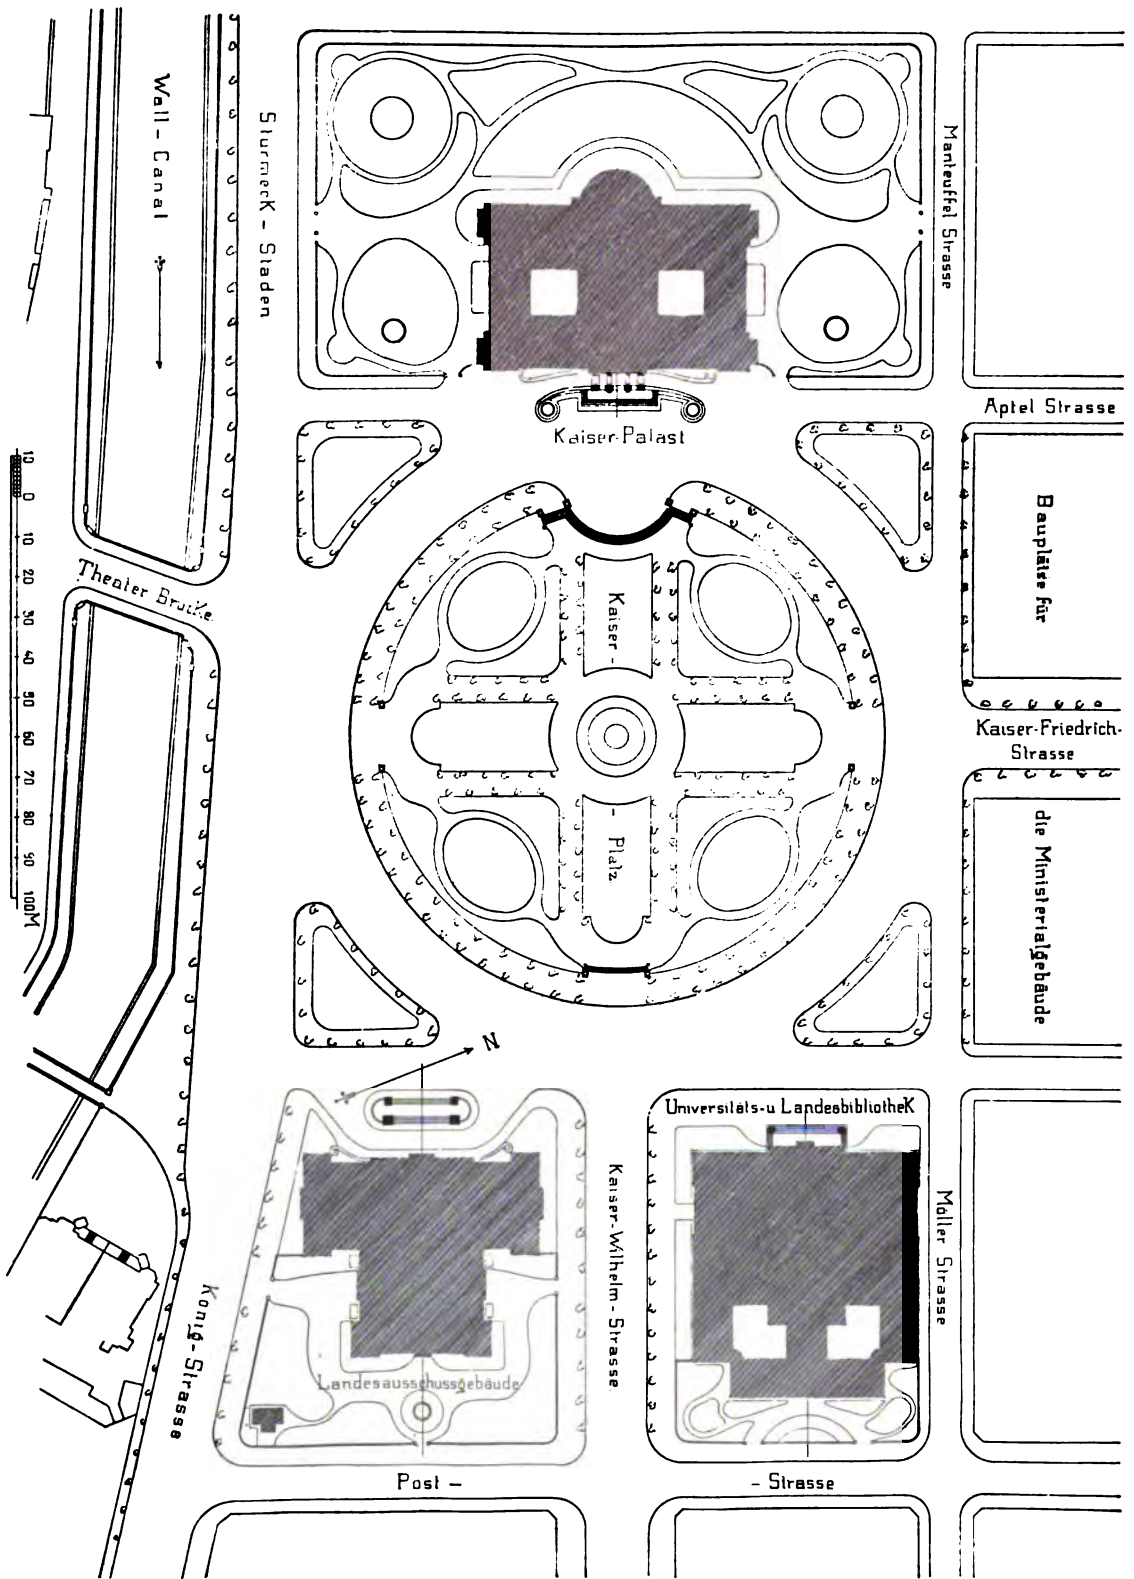 Wall-Canal
SturmecK-Staden
Manteuffel Strasse
Aptel Strasse
Kaiser-Palast
Bauplätze für
10 0 10 20 30 40 50 60 70 80 90 100M
Theater Brücke
Kaiser-
Kaiser-Friedrich-
Strasse
- Platz
die Ministerialgebäude
N
Universitäts-u LandesbibliotheK
Kaiser-Wilhelm-Strasse
Möller Strasse
König-Strasse
Landesausschussgebäude
Post -
- Strasse